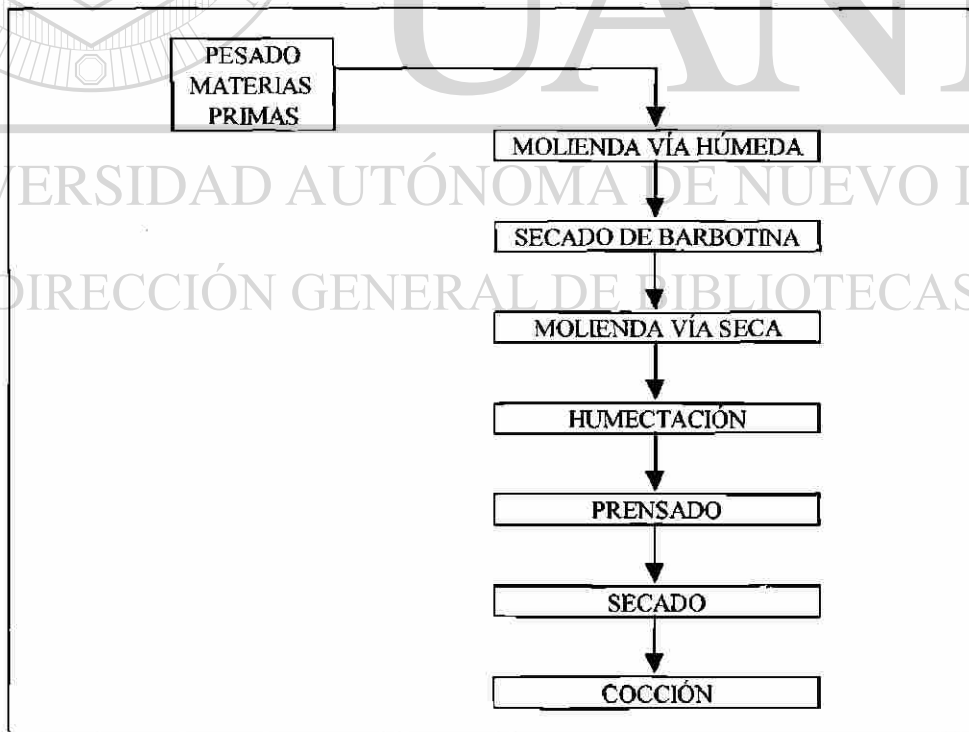 UAN
PESADO
MATERIAS
PRIMAS
MOLIENDA VÍA HÚMEDA
VERSIDAD AUTÓNOMA DE NUEVO L
SECADO DE BARBOTINA
DIRECCIÓN GENERAL DE BIBLIOTECAS
MOLIENDA VÍA SECA
HUMECTACIÓN
PRENSADO
SECADO
COCCIÓN